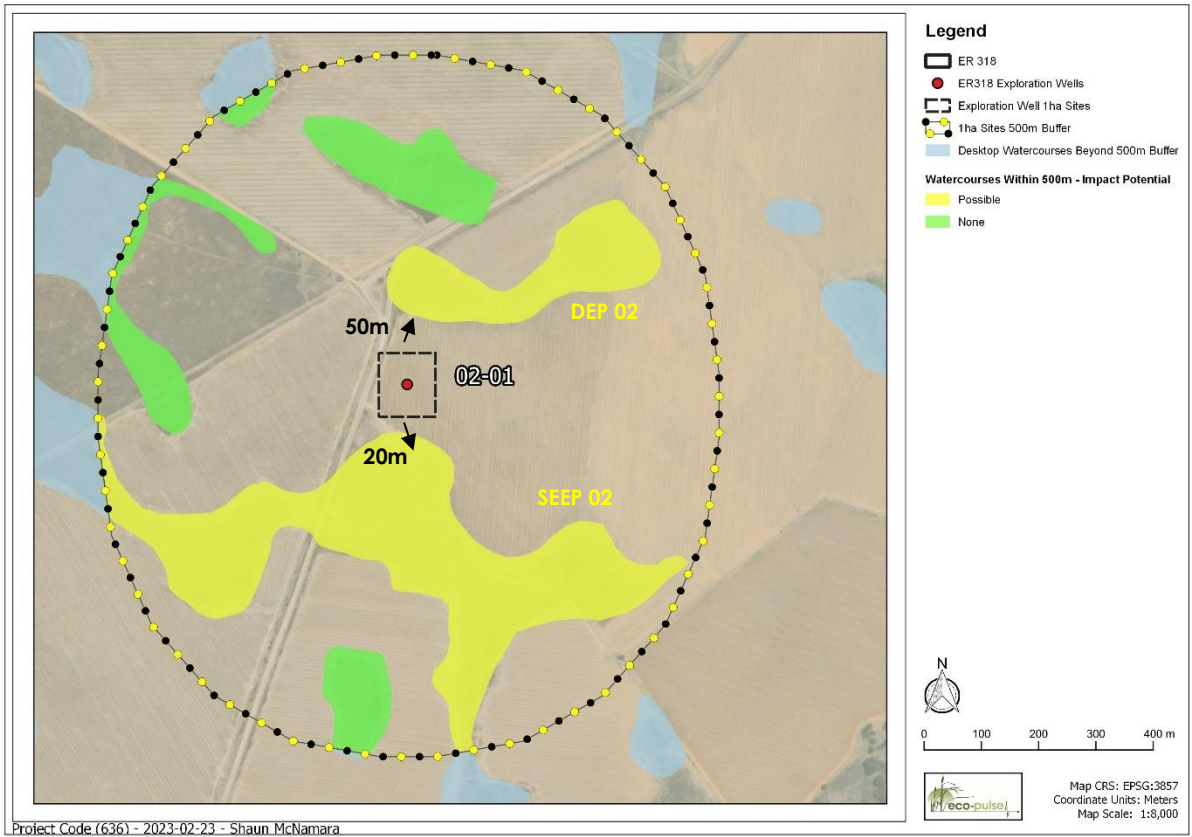 50m
DEP 02
02-01
20m
SEEP 02
Legend
ER 318
ER318 Exploration Wells
Exploration Well 1ha Sites
1ha Sites 500m Buffer
Desktop Watercourses Beyond 500m Buffer
Watercourses Within 500m - Impact Potential
Possible
None
N
0 100 200 300 400 m
eco-pulse
Map CRS: EPSG:3857
Coordinate Units: Meters
Map Scale: 1:8,000
Project Code (636) - 2023-02-23 - Shaun McNamara